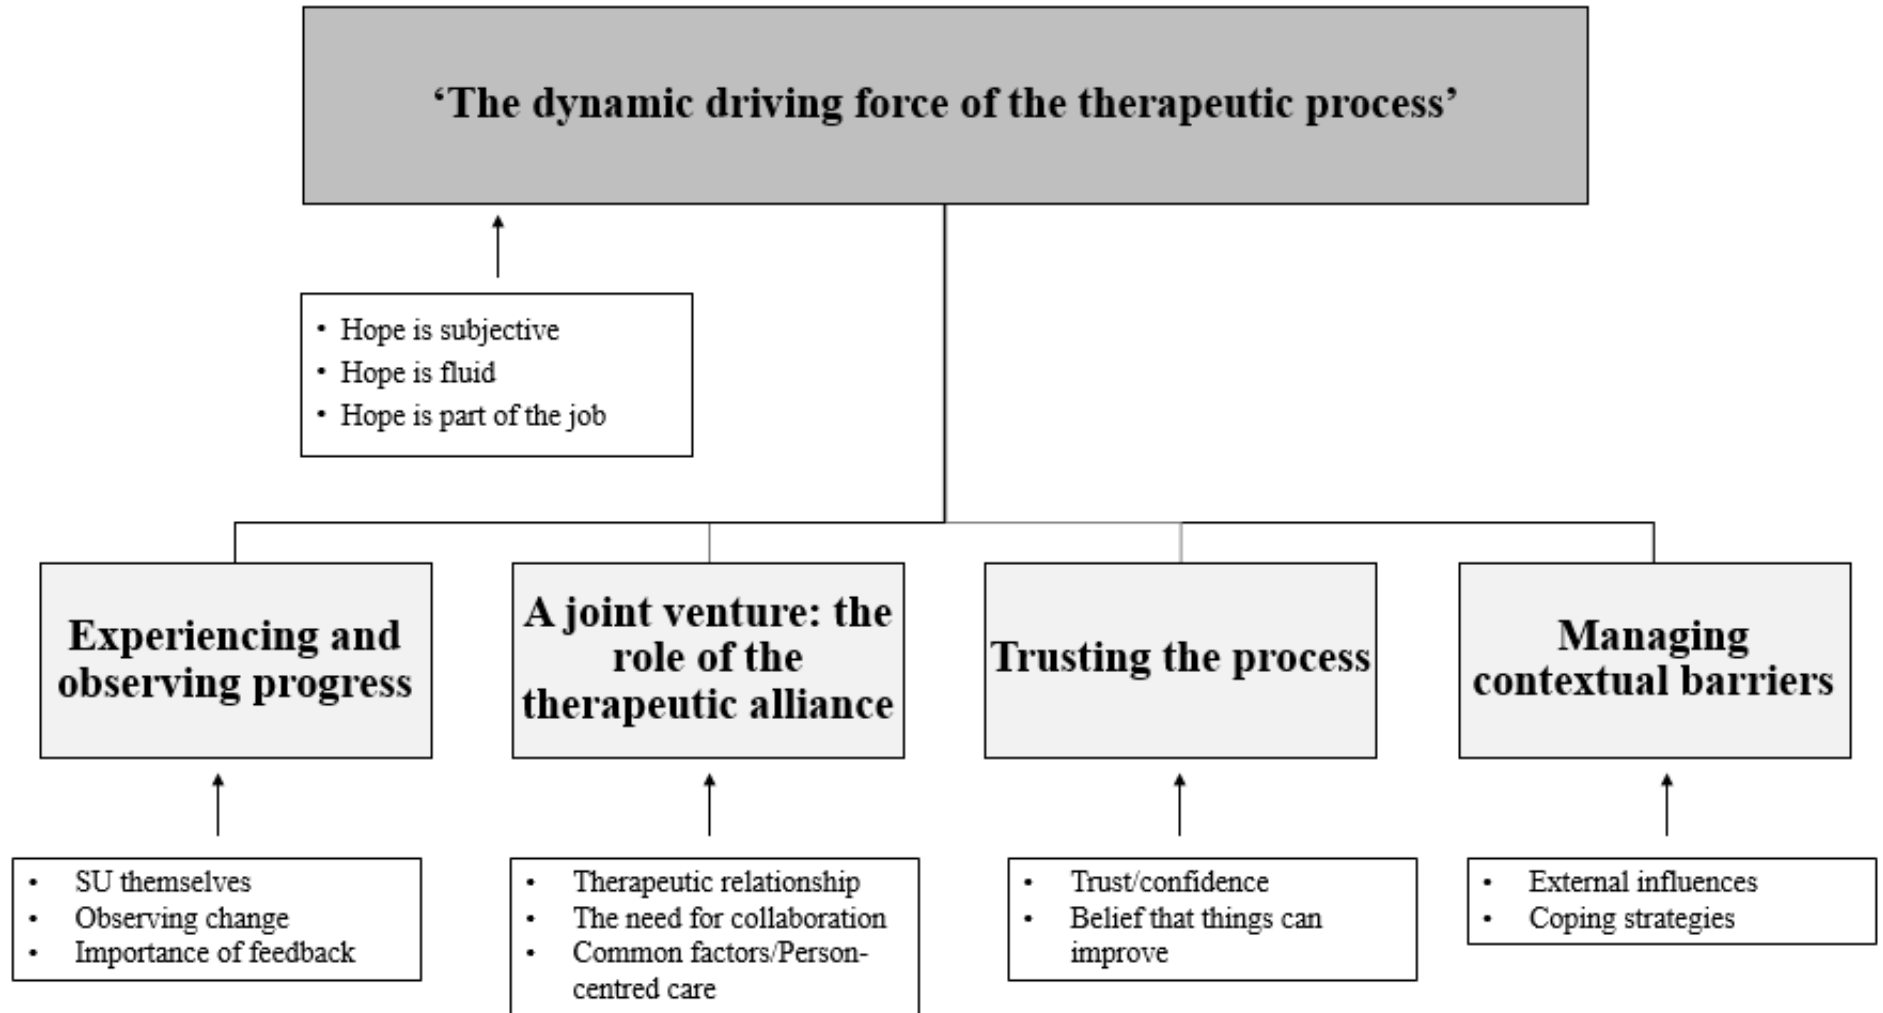 ‘The dynamic driving force of the therapeutic process’
• Hope is subjective
• Hope is fluid
• Hope is part of the job
Experiencing and
observing progress
A joint venture: the
role of the
therapeutic alliance
Trusting the process
Managing
contextual barriers
• SU themselves
• Observing change
• Importance of feedback
• Therapeutic relationship
• The need for collaboration
• Common factors/Person-
centred care
• Trust/confidence
• Belief that things can
improve
• External influences
• Coping strategies